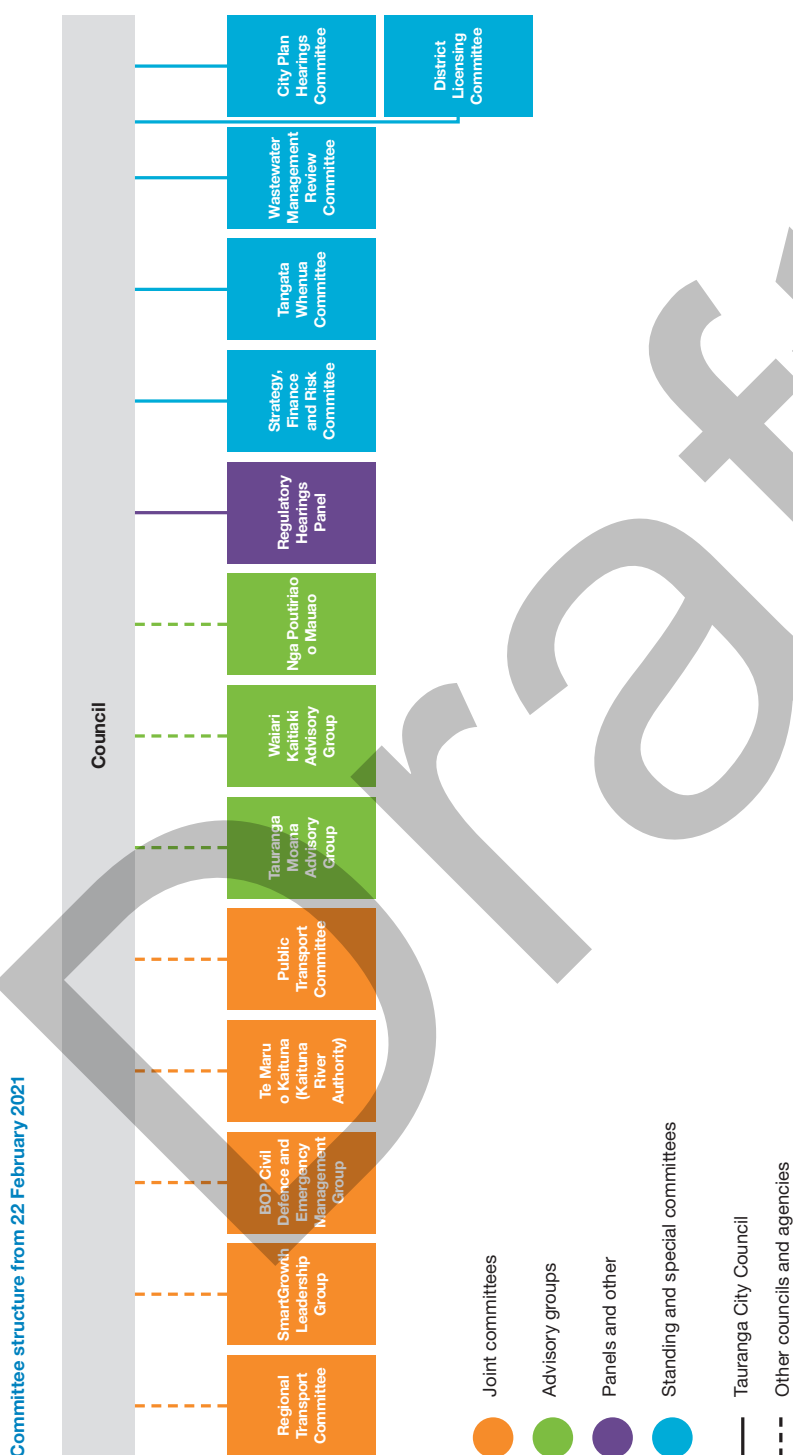 Committee structure from 22 February 2021
Council
Regional
Transport
Committee
SmartGrowth
Leadership
Group
BOP Civil
Defence and
Emergency
Management
Group
Te Maru
o Kaituna
(Kaituna
River
Authority)
Public
Transport
Committee
Tauranga
Moana
Advisory
Group
Waiari
Kaitiaki
Advisory
Group
Nga Poutiriao
o Mauao
Regulatory
Hearings
Panel
Strategy,
Finance
and Risk
Committee
Tangata
Whenua
Committee
Wastewater
Management
Review
Committee
City Plan
Hearings
Committee
District
Licensing
Committee
Joint committees
Advisory groups
Panels and other
Standing and special committees
Tauranga City Council
Other councils and agencies
Draf